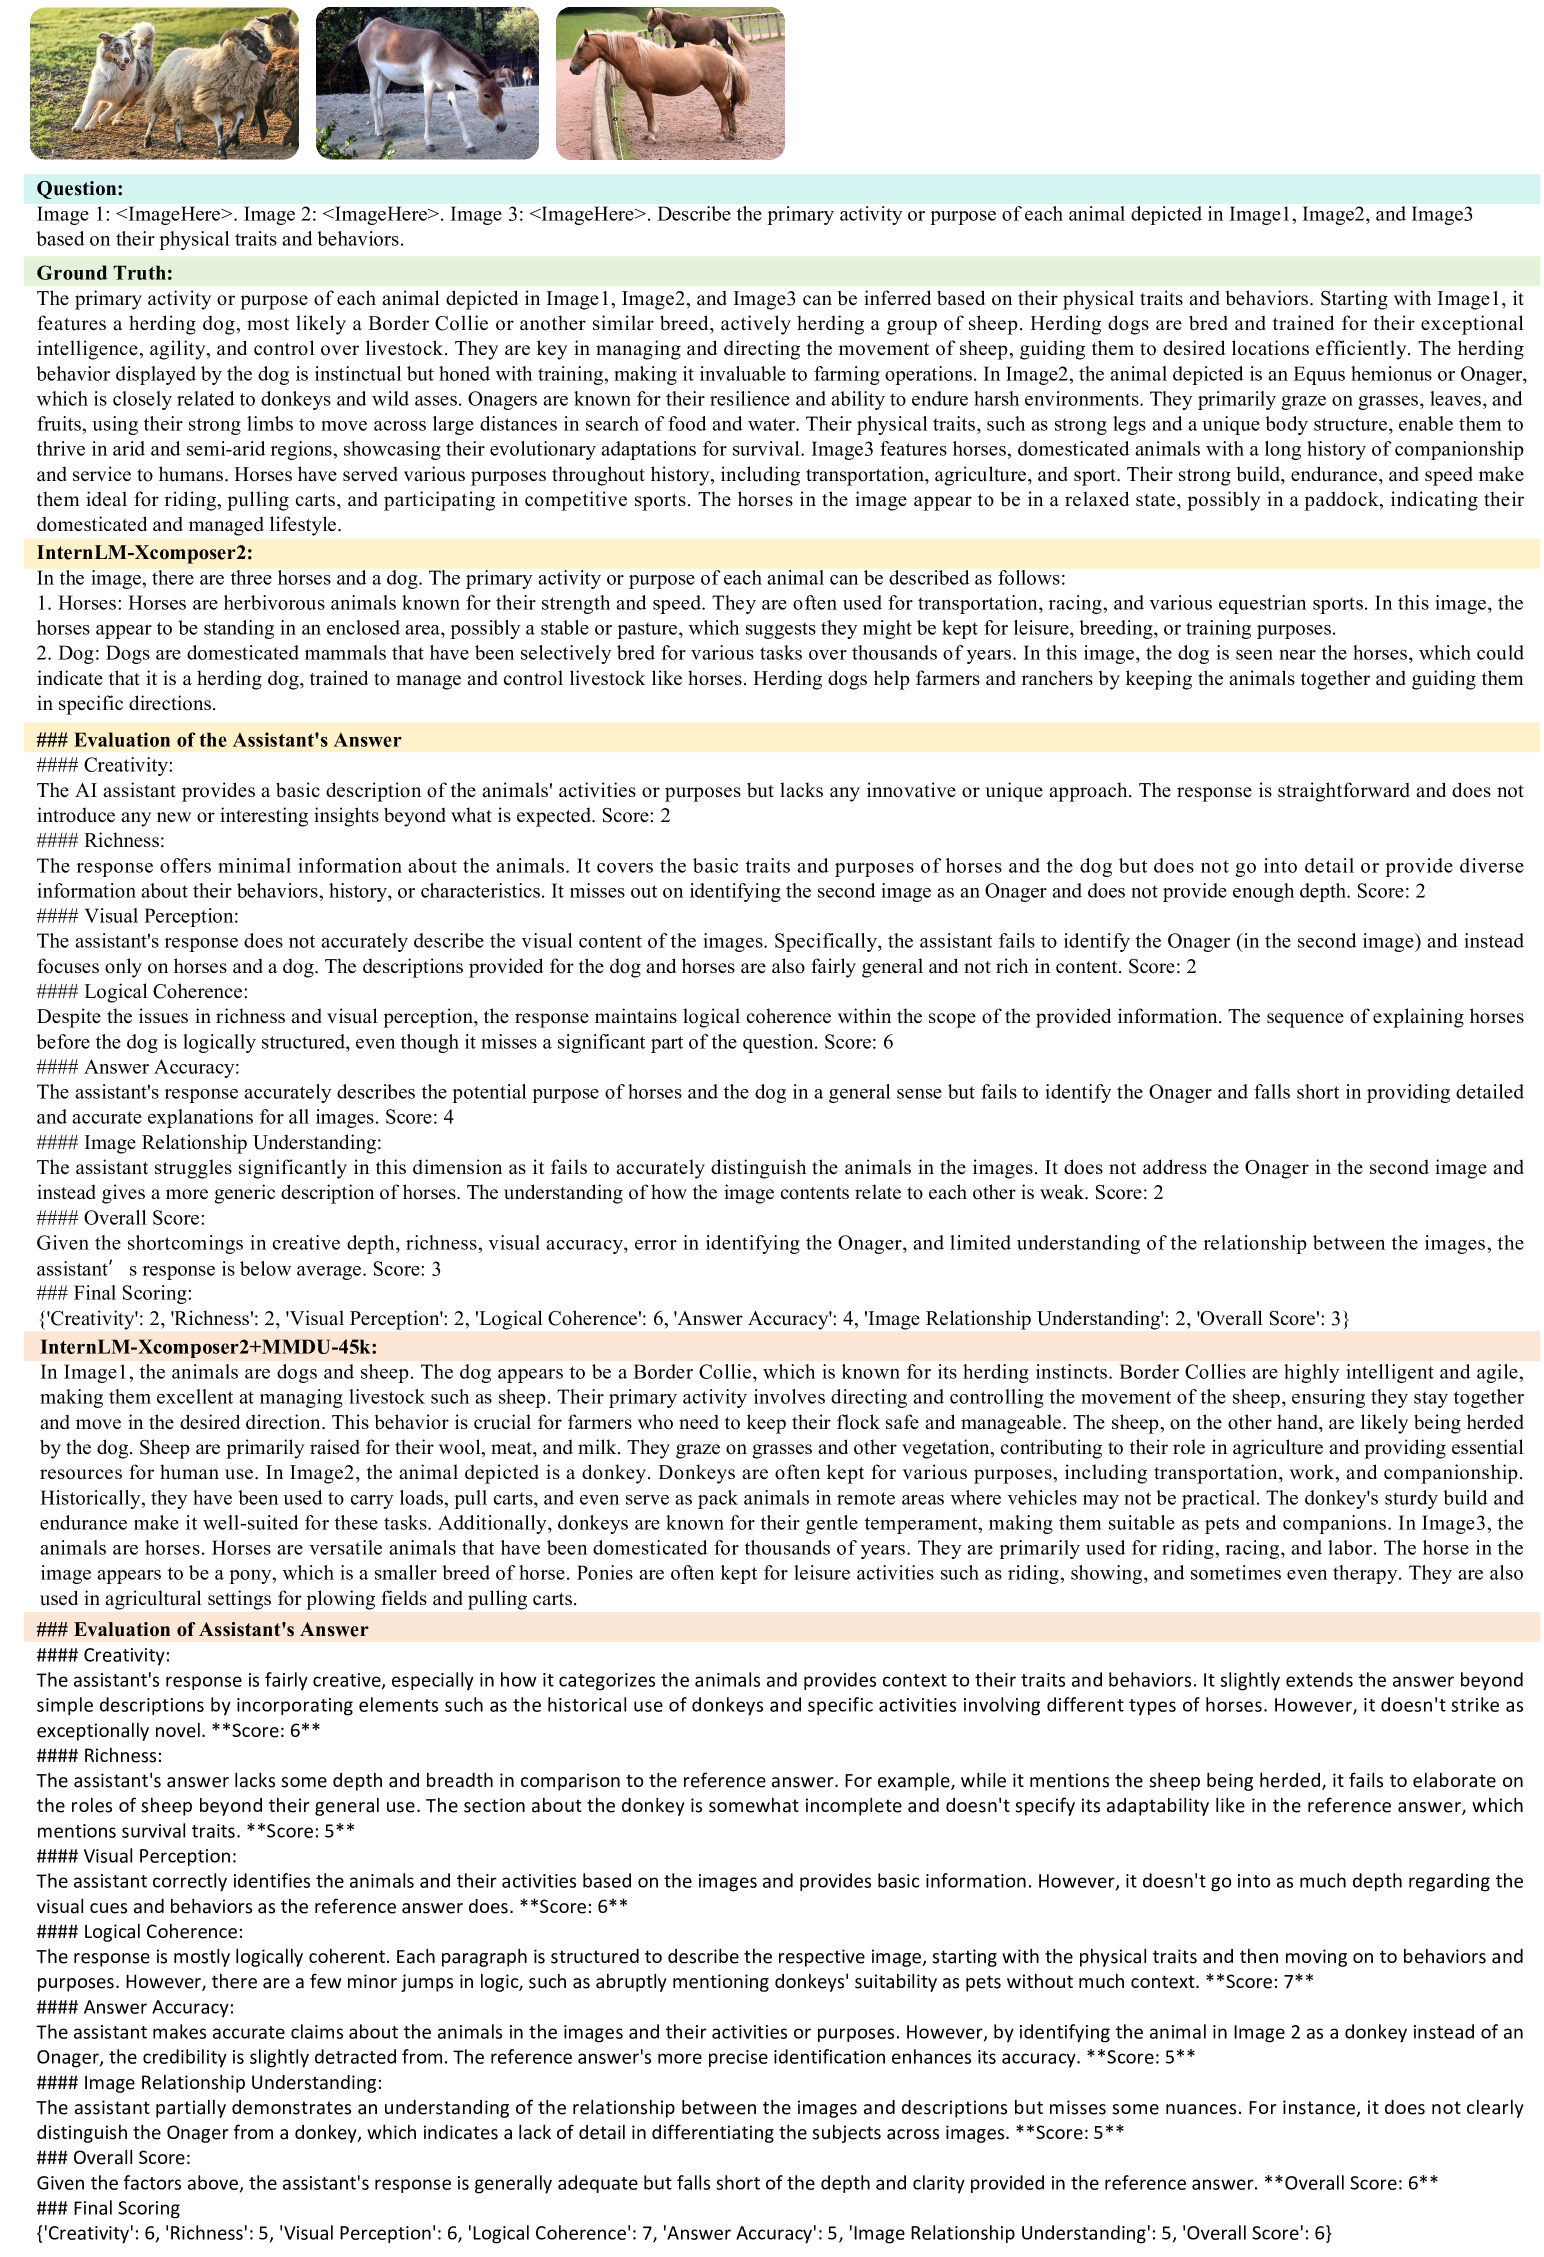 Question:
Image 1: <ImageHere>. Image 2: <ImageHere>. Image 3: <ImageHere>. Describe the primary activity or purpose of each animal depicted in Image1, Image2, and Image3
based on their physical traits and behaviors.
Ground Truth:
The primary activity or purpose of each animal depicted in Image1, Image2, and Image3 can be inferred based on their physical traits and behaviors. Starting with Image1, it
features a herding dog, most likely a Border Collie or another similar breed, actively herding a group of sheep. Herding dogs are bred and trained for their exceptional
intelligence, agility, and control over livestock. They are key in managing and directing the movement of sheep, guiding them to desired locations efficiently. The herding
behavior displayed by the dog is instinctual but honed with training, making it invaluable to farming operations. In Image2, the animal depicted is an Equus hemionus or Onager,
which is closely related to donkeys and wild asses. Onagers are known for their resilience and ability to endure harsh environments. They primarily graze on grasses, leaves, and
fruits, using their strong limbs to move across large distances in search of food and water. Their physical traits, such as strong legs and a unique body structure, enable them to
thrive in arid and semi-arid regions, showcasing their evolutionary adaptations for survival. Image3 features horses, domesticated animals with a long history of companionship
and service to humans. Horses have served various purposes throughout history, including transportation, agriculture, and sport. Their strong build, endurance, and speed make
them ideal for riding, pulling carts, and participating in competitive sports. The horses in the image appear to be in a relaxed state, possibly in a paddock, indicating their
domesticated and managed lifestyle.
InternLM-Xcomposer2:
In the image, there are three horses and a dog. The primary activity or purpose of each animal can be described as follows:
1. Horses: Horses are herbivorous animals known for their strength and speed. They are often used for transportation, racing, and various equestrian sports. In this image, the
horses appear to be standing in an enclosed area, possibly a stable or pasture, which suggests they might be kept for leisure, breeding, or training purposes.
2. Dog: Dogs are domesticated mammals that have been selectively bred for various tasks over thousands of years. In this image, the dog is seen near the horses, which could
indicate that it is a herding dog, trained to manage and control livestock like horses. Herding dogs help farmers and ranchers by keeping the animals together and guiding them
in specific directions.
### Evaluation of the Assistant's Answer
#### Creativity:
The AI assistant provides a basic description of the animals' activities or purposes but lacks any innovative or unique approach. The response is straightforward and does not
introduce any new or interesting insights beyond what is expected. Score: 2
#### Richness:
The response offers minimal information about the animals. It covers the basic traits and purposes of horses and the dog but does not go into detail or provide diverse
information about their behaviors, history, or characteristics. It misses out on identifying the second image as an Onager and does not provide enough depth. Score: 2
#### Visual Perception:
The assistant's response does not accurately describe the visual content of the images. Specifically, the assistant fails to identify the Onager (in the second image) and instead
focuses only on horses and a dog. The descriptions provided for the dog and horses are also fairly general and not rich in content. Score: 2
#### Logical Coherence:
Despite the issues in richness and visual perception, the response maintains logical coherence within the scope of the provided information. The sequence of explaining horses
before the dog is logically structured, even though it misses a significant part of the question. Score: 6
#### Answer Accuracy:
The assistant's response accurately describes the potential purpose of horses and the dog in a general sense but fails to identify the Onager and falls short in providing detailed
and accurate explanations for all images. Score: 4
#### Image Relationship Understanding:
The assistant struggles significantly in this dimension as it fails to accurately distinguish the animals in the images. It does not address the Onager in the second image and
instead gives a more generic description of horses. The understanding of how the image contents relate to each other is weak. Score: 2
#### Overall Score:
Given the shortcomings in creative depth, richness, visual accuracy, error in identifying the Onager, and limited understanding of the relationship between the images, the
assistant’ s response is below average. Score: 3
### Final Scoring:
{'Creativity': 2, 'Richness': 2, 'Visual Perception': 2, 'Logical Coherence': 6, 'Answer Accuracy': 4, 'Image Relationship Understanding': 2, 'Overall Score': 3}
InternLM-Xcomposer2+MMDU-45k:
In Image1, the animals are dogs and sheep. The dog appears to be a Border Collie, which is known for its herding instincts. Border Collies are highly intelligent and agile,
making them excellent at managing livestock such as sheep. Their primary activity involves directing and controlling the movement of the sheep, ensuring they stay together
and move in the desired direction. This behavior is crucial for farmers who need to keep their flock safe and manageable. The sheep, on the other hand, are likely being herded
by the dog. Sheep are primarily raised for their wool, meat, and milk. They graze on grasses and other vegetation, contributing to their role in agriculture and providing essential
resources for human use. In Image2, the animal depicted is a donkey. Donkeys are often kept for various purposes, including transportation, work, and companionship.
Historically, they have been used to carry loads, pull carts, and even serve as pack animals in remote areas where vehicles may not be practical. The donkey's sturdy build and
endurance make it well-suited for these tasks. Additionally, donkeys are known for their gentle temperament, making them suitable as pets and companions. In Image3, the
animals are horses. Horses are versatile animals that have been domesticated for thousands of years. They are primarily used for riding, racing, and labor. The horse in the
image appears to be a pony, which is a smaller breed of horse. Ponies are often kept for leisure activities such as riding, showing, and sometimes even therapy. They are also
used in agricultural settings for plowing fields and pulling carts.
### Evaluation of Assistant's Answer
#### Creativity:
The assistant's response is fairly creative, especially in how it categorizes the animals and provides context to their traits and behaviors. It slightly extends the answer beyond
simple descriptions by incorporating elements such as the historical use of donkeys and specific activities involving different types of horses. However, it doesn't strike as
exceptionally novel. **Score: 6**
#### Richness:
The assistant's answer lacks some depth and breadth in comparison to the reference answer. For example, while it mentions the sheep being herded, it fails to elaborate on
the roles of sheep beyond their general use. The section about the donkey is somewhat incomplete and doesn't specify its adaptability like in the reference answer, which
mentions survival traits. **Score: 5**
#### Visual Perception:
The assistant correctly identifies the animals and their activities based on the images and provides basic information. However, it doesn't go into as much depth regarding the
visual cues and behaviors as the reference answer does. **Score: 6**
#### Logical Coherence:
The response is mostly logically coherent. Each paragraph is structured to describe the respective image, starting with the physical traits and then moving on to behaviors and
purposes. However, there are a few minor jumps in logic, such as abruptly mentioning donkeys' suitability as pets without much context. **Score: 7**
#### Answer Accuracy:
The assistant makes accurate claims about the animals in the images and their activities or purposes. However, by identifying the animal in Image 2 as a donkey instead of an
Onager, the credibility is slightly detracted from. The reference answer's more precise identification enhances its accuracy. **Score: 5**
#### Image Relationship Understanding:
The assistant partially demonstrates an understanding of the relationship between the images and descriptions but misses some nuances. For instance, it does not clearly
distinguish the Onager from a donkey, which indicates a lack of detail in differentiating the subjects across images. **Score: 5**
### Overall Score:
Given the factors above, the assistant's response is generally adequate but falls short of the depth and clarity provided in the reference answer. **Overall Score: 6**
### Final Scoring
{'Creativity': 6, 'Richness': 5, 'Visual Perception': 6, 'Logical Coherence': 7, 'Answer Accuracy': 5, 'Image Relationship Understanding': 5, 'Overall Score': 6}